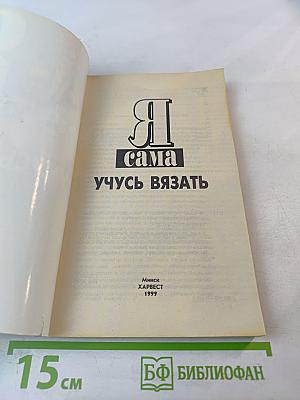 Я
сама
УЧУСЬ ВЯЗАТЬ
Минск
ХАРВЕСТ
1999
15 см
БФ БИБЛИОФАН